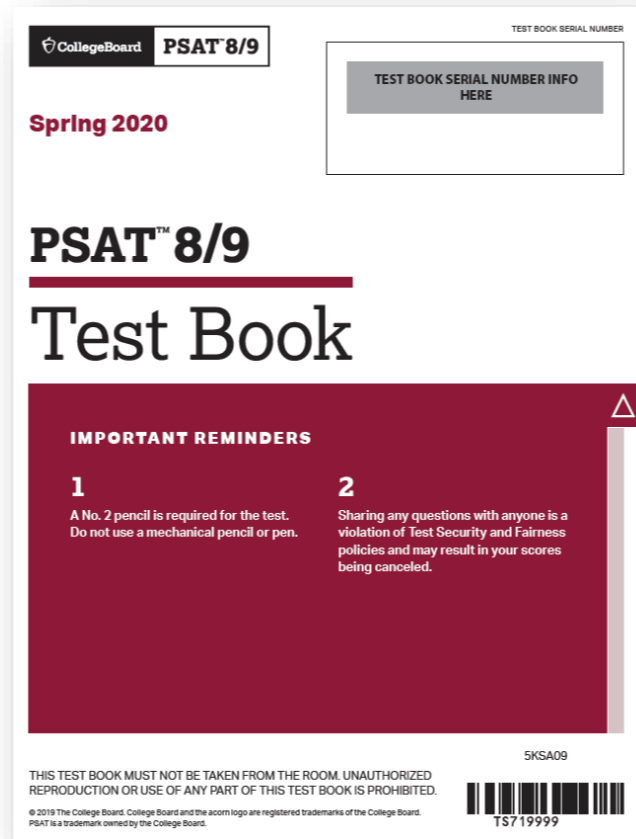 CollegeBoard PSAT™ 8/9
TEST BOOK SERIAL NUMBER
TEST BOOK SERIAL NUMBER INFO
HERE
Spring 2020
PSAT™ 8/9
Test Book
IMPORTANT REMINDERS
1
A No. 2 pencil is required for the test.
Do not use a mechanical pencil or pen.
2
Sharing any questions with anyone is a
violation of Test Security and Fairness
policies and may result in your scores
being canceled.
5KSA09
THIS TEST BOOK MUST NOT BE TAKEN FROM THE ROOM. UNAUTHORIZED
REPRODUCTION OR USE OF ANY PART OF THIS TEST BOOK IS PROHIBITED.
© 2019 The College Board. College Board and the acorn logo are registered trademarks of the College Board.
PSAT is a trademark owned by the College Board.
TS719999